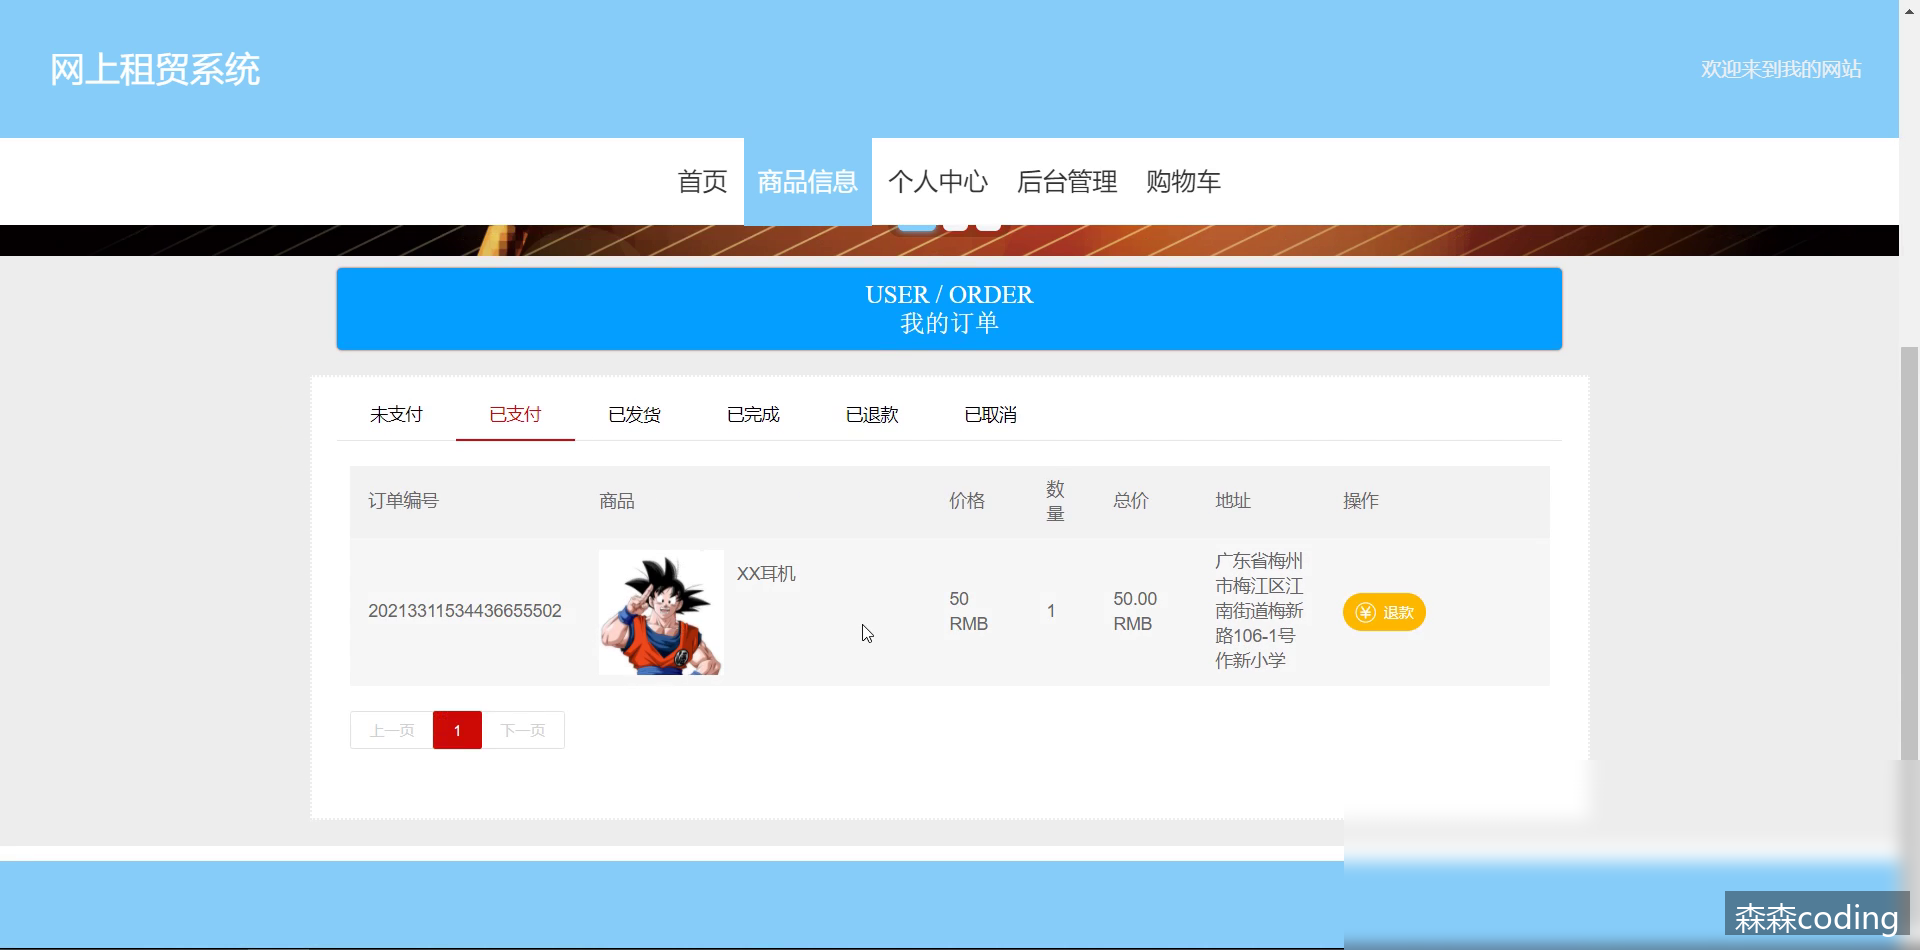 网上租贸系统
欢迎来到我的网站
首页 商品信息 个人中心 后台管理 购物车
USER / ORDER
我的订单
未支付 已支付 已发货 已完成 已退款 已取消
订单编号 商品 价格 数量 总价 地址 操作
20213311534436655502
XX耳机
50
RMB
1
50.00
RMB
广东省梅州
市梅江区江
南街道梅新
路106-1号
作新小学
退款
上一页 1 下一页
森森coding